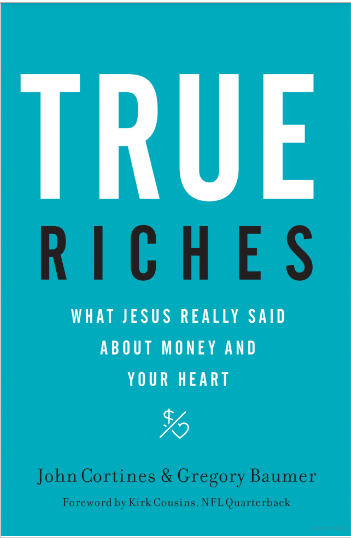 TRUE
RICHES
WHAT JESUS REALLY SAID
ABOUT MONEY AND
YOUR HEART
John Cortines & Gregory Baumer
Foreword by Kirk Cousins, NFL Quarterback